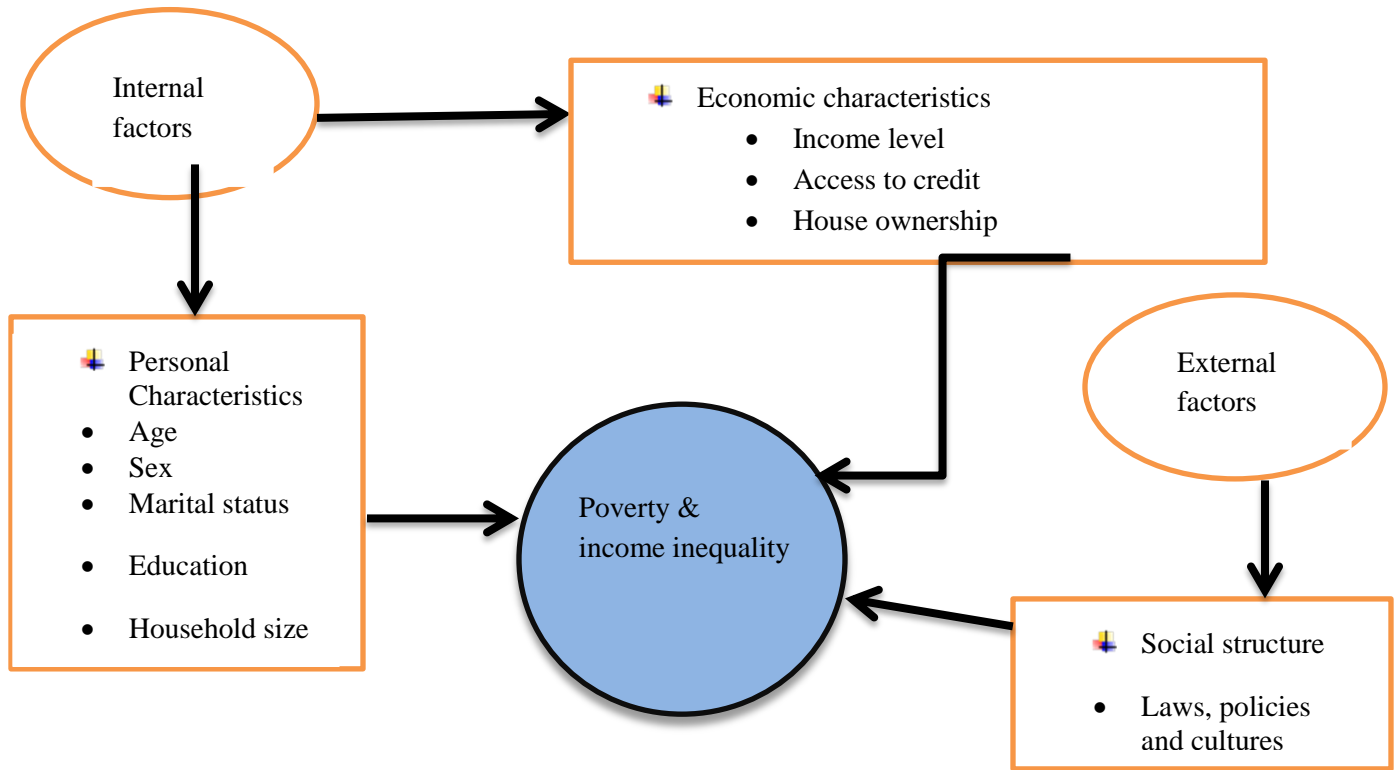 Internal
factors
Economic characteristics
• Income level
• Access to credit
• House ownership
Personal
Characteristics
• Age
• Sex
• Marital status
• Education
• Household size
Poverty &
income inequality
External
factors
Social structure
• Laws, policies
and cultures